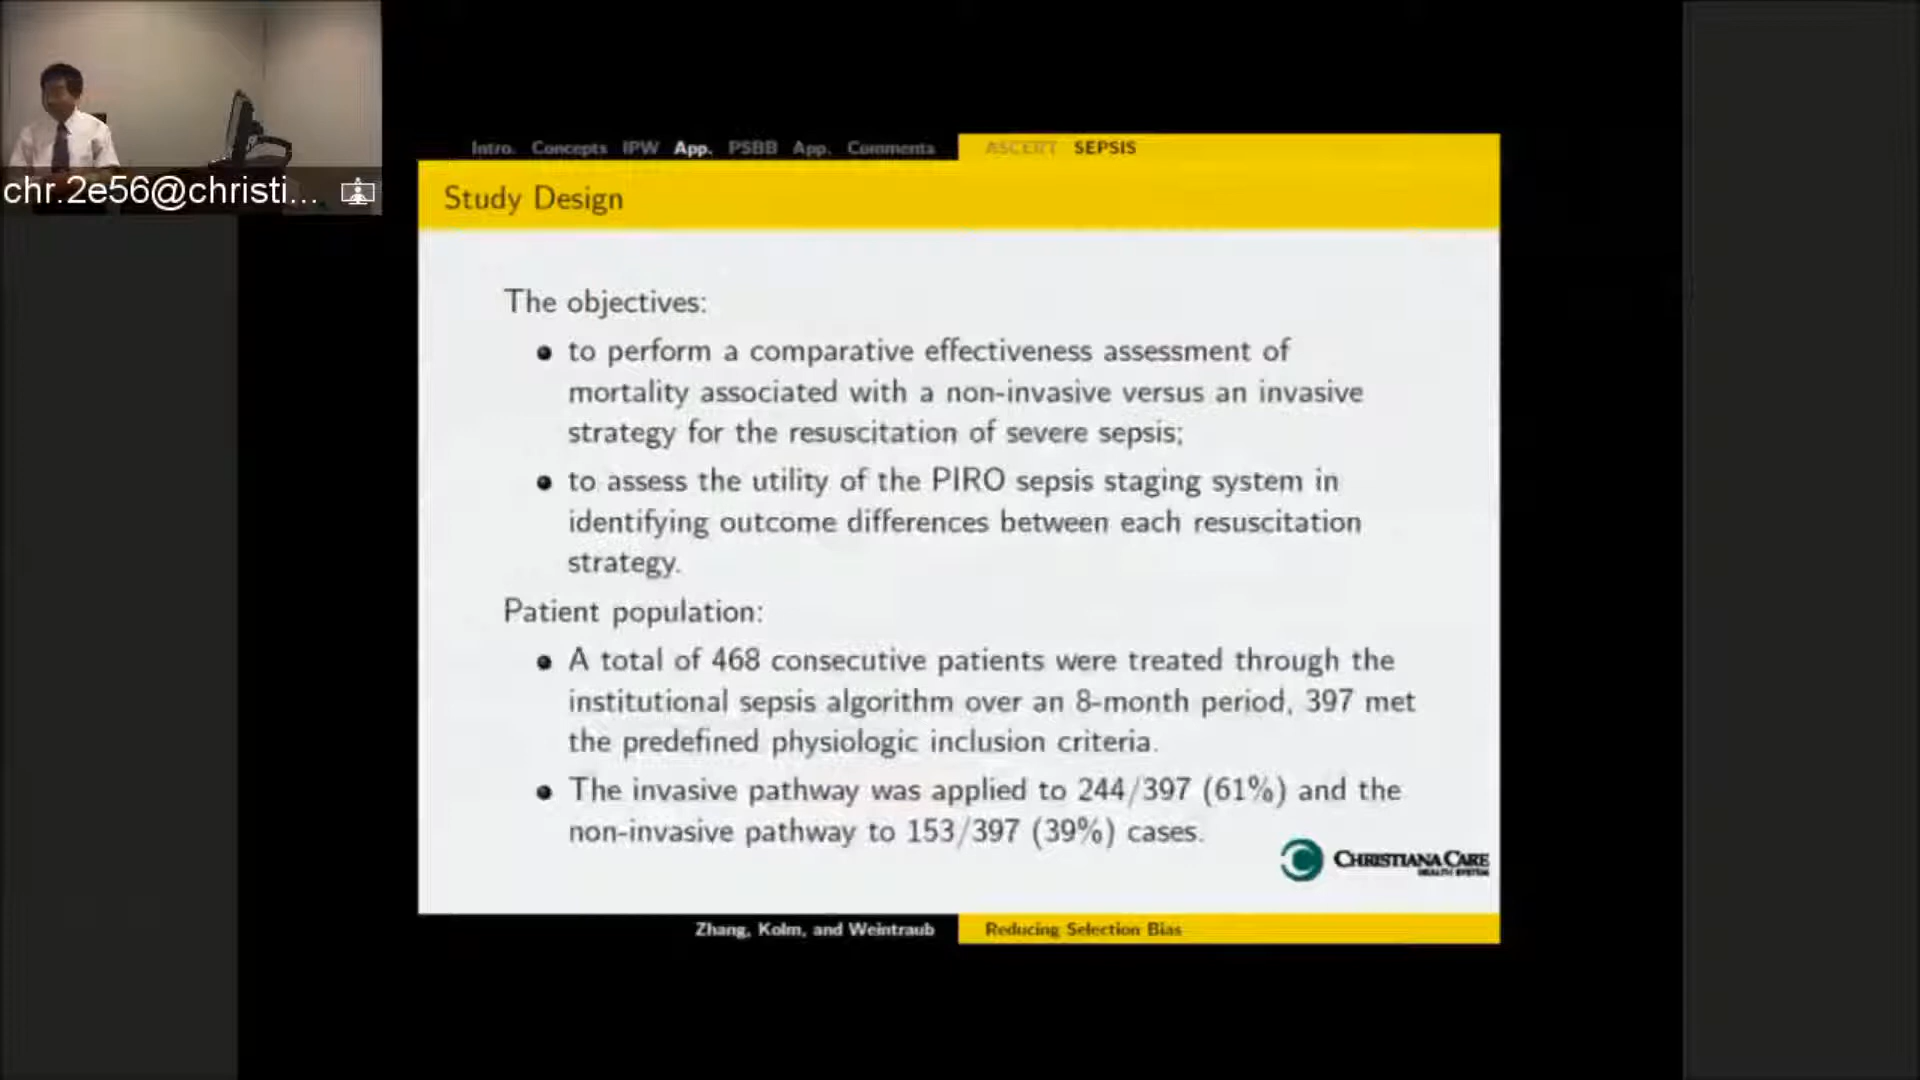 Intro. Concepts IPW App. PSBB App. Comments ASCERT SEPSIS
chr.2e56@christi...
Study Design
The objectives:
• to perform a comparative effectiveness assessment of
mortality associated with a non-invasive versus an invasive
strategy for the resuscitation of severe sepsis;
• to assess the utility of the PIRO sepsis staging system in
identifying outcome differences between each resuscitation
strategy.
Patient population:
• A total of 468 consecutive patients were treated through the
institutional sepsis algorithm over an 8-month period, 397 met
the predefined physiologic inclusion criteria.
• The invasive pathway was applied to 244/397 (61%) and the
non-invasive pathway to 153/397 (39%) cases.
CHRISTIANA CARE
HEALTH SYSTEM
Zhang, Kolm, and Weintraub Reducing Selection Bias